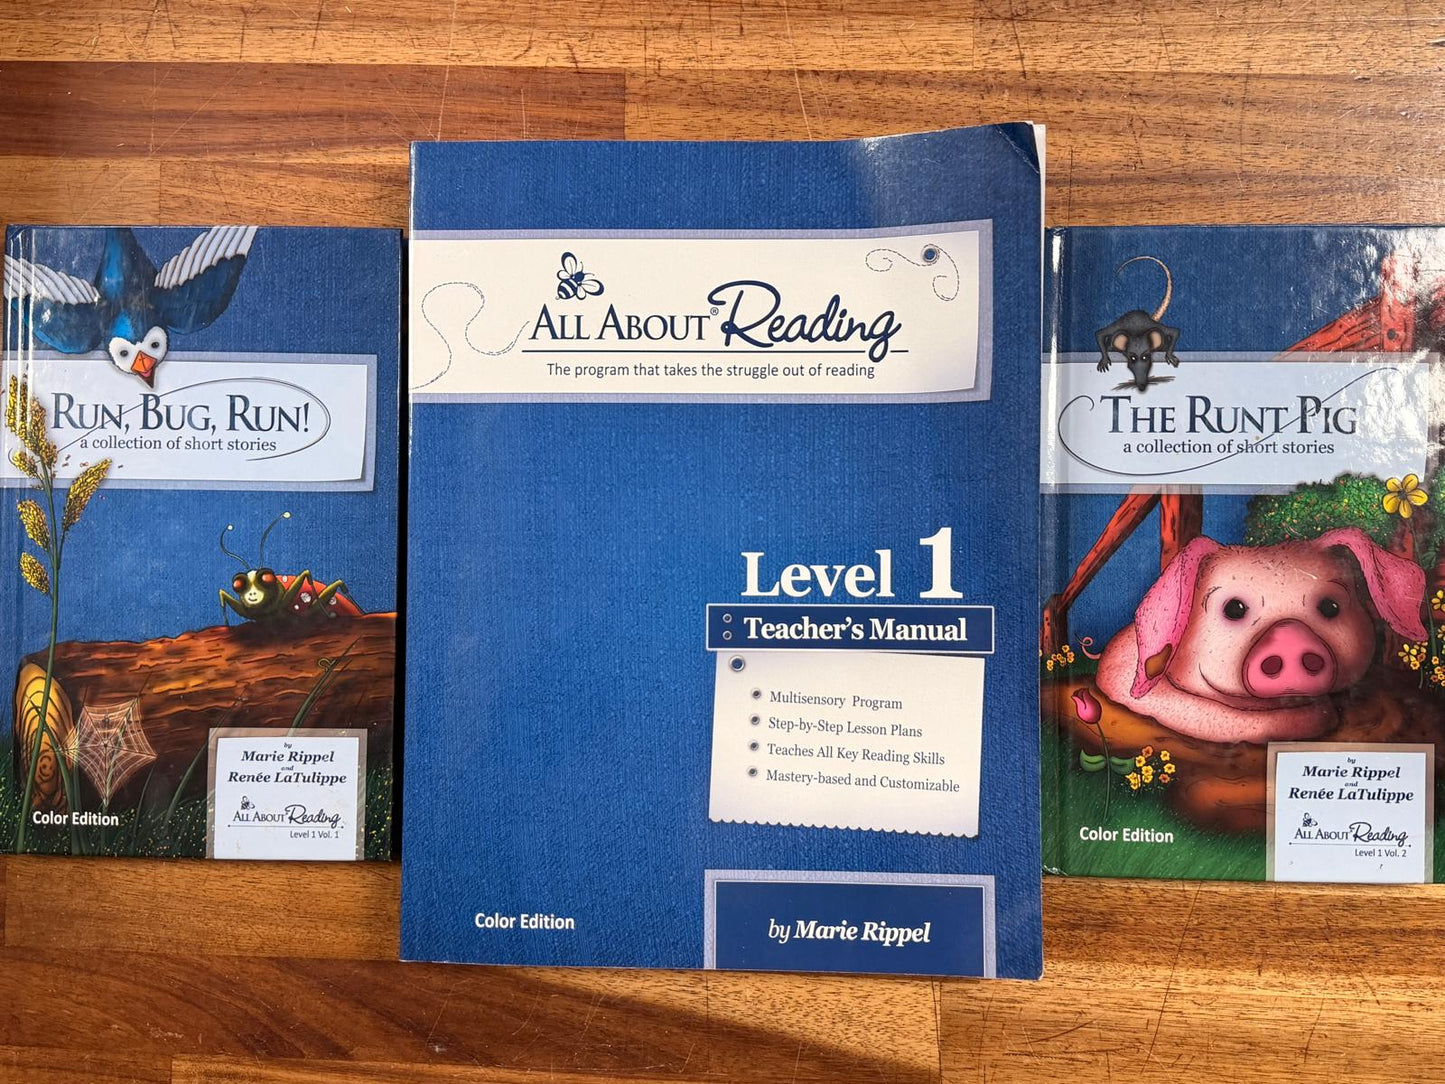 RUN, BUG, RUN!
a collection of short stories
by
Marie Rippel
and
Renée LaTulippe
ALL ABOUT Reading
Level 1 Vol. 1
Color Edition
ALL ABOUT® Reading
The program that takes the struggle out of reading
Level 1
Teacher's Manual
Multisensory Program
Step-by-Step Lesson Plans
Teaches All Key Reading Skills
Mastery-based and Customizable
Color Edition
by Marie Rippel
THE RUNT PIG
a collection of short stories
by
Marie Rippel
and
Renée LaTulippe
ALL ABOUT Reading
Level 1 Vol. 2
Color Edition